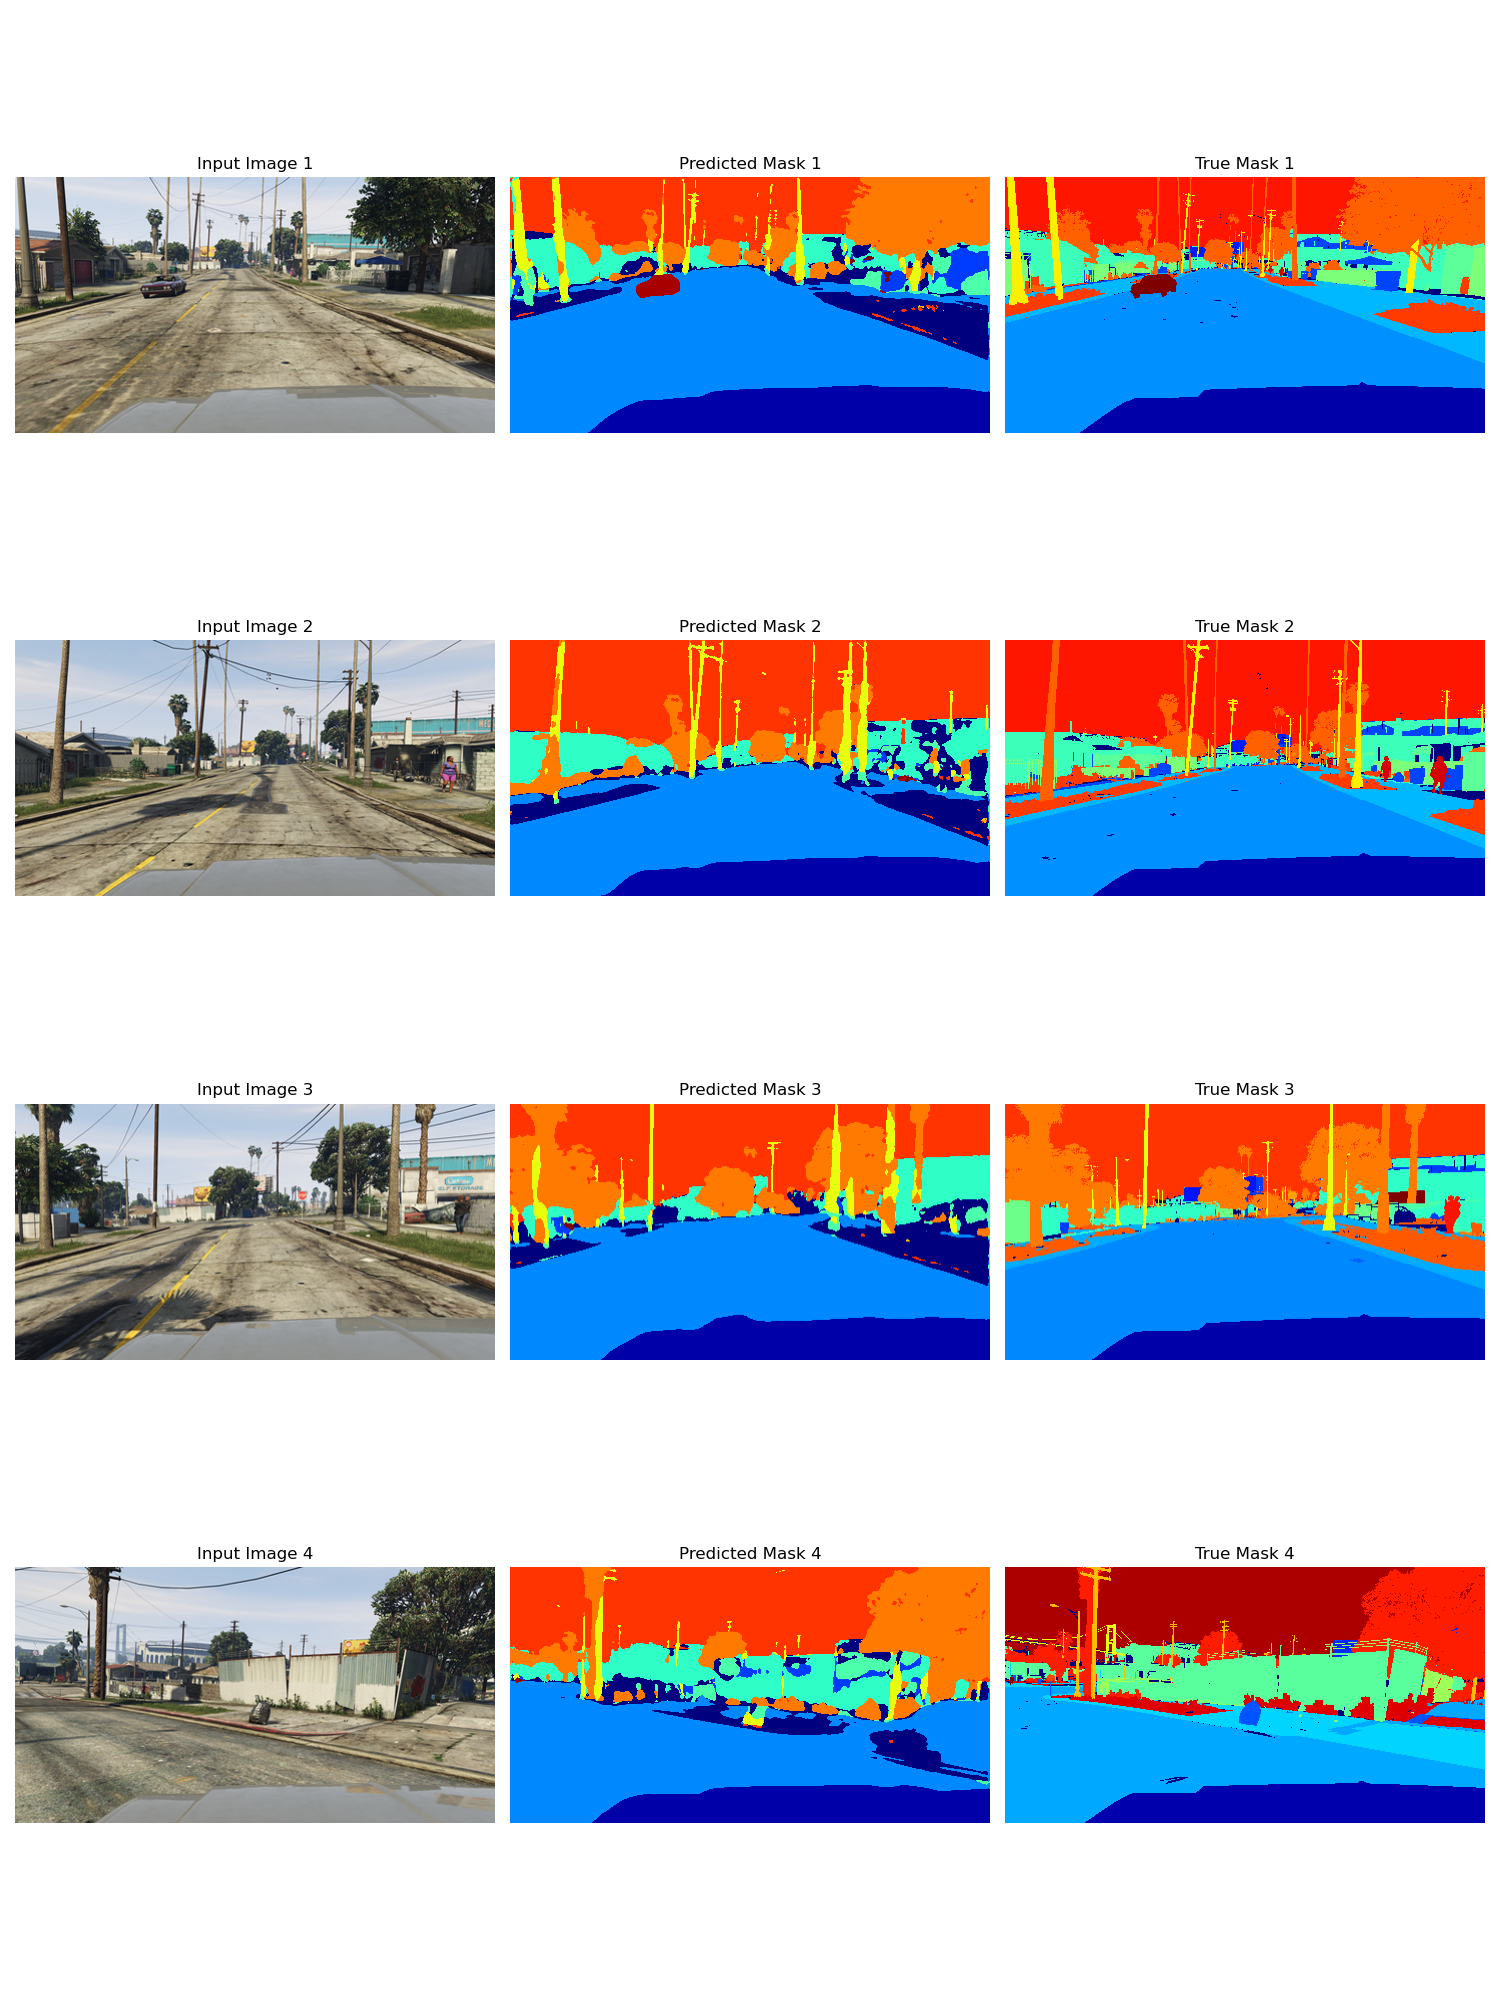 Input Image 1
Predicted Mask 1
True Mask 1
Input Image 2
Predicted Mask 2
True Mask 2
Input Image 3
Predicted Mask 3
True Mask 3
Input Image 4
Predicted Mask 4
True Mask 4